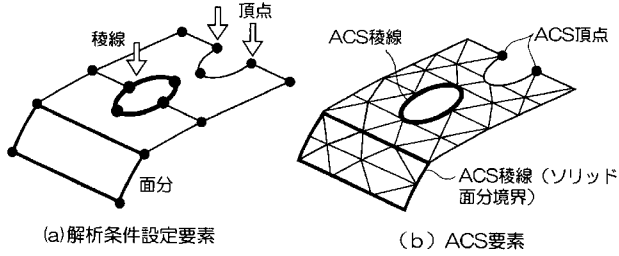 頂点
稜線
面分
(a)解析条件設定要素
ACS稜線
ACS頂点
ACS稜線（ソリッド
面分境界）
（b）ACS要素